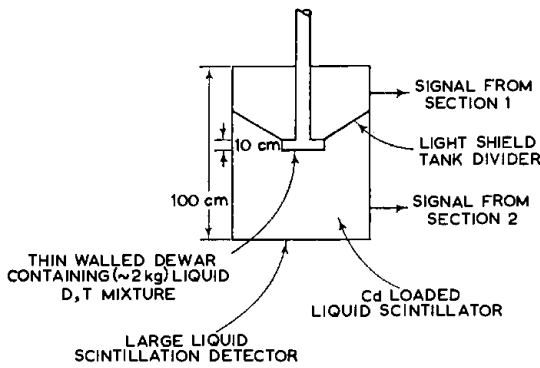 SIGNAL FROM
SECTION 1
LIGHT SHIELD
TANK DIVIDER
10 cm
100 cm
SIGNAL FROM
SECTION 2
THIN WALLED DEWAR
CONTAINING (~2 kg) LIQUID
D,T MIXTURE
Cd LOADED
LIQUID SCINTILLATOR
LARGE LIQUID
SCINTILLATION DETECTOR